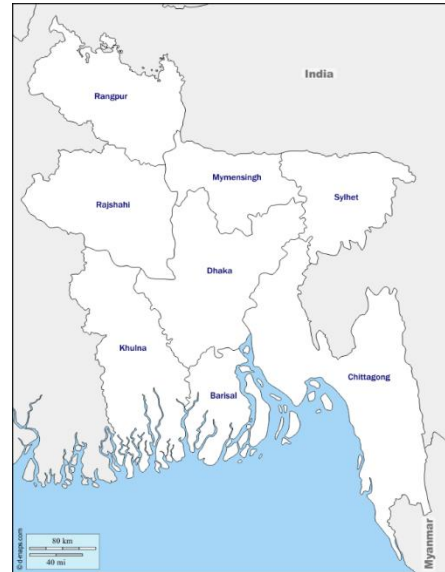 India
Rangpur
Mymensingh
Sylhet
Rajshahi
Dhaka
Khulna
Chittagong
Barisal
80 km
40 mi
© d-maps.com
Myanmar